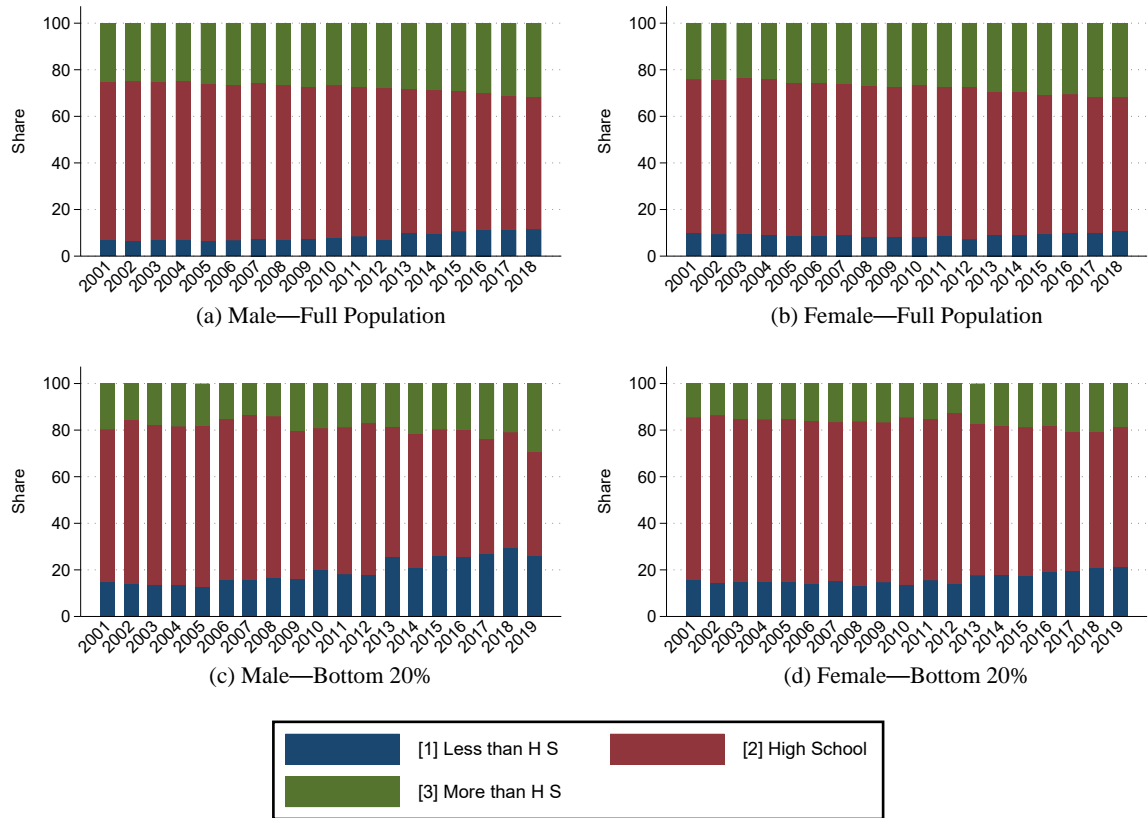 100
80
60
40
20
0
Share
2001 2002 2003 2004 2005 2006 2007 2008 2009 2010 2011 2012 2013 2014 2015 2016 2017 2018
(a) Male—Full Population
100
80
60
40
20
0
Share
2001 2002 2003 2004 2005 2006 2007 2008 2009 2010 2011 2012 2013 2014 2015 2016 2017 2018
(b) Female—Full Population
100
80
60
40
20
0
Share
2001 2002 2003 2004 2005 2006 2007 2008 2009 2010 2011 2012 2013 2014 2015 2016 2017 2018 2019
(c) Male—Bottom 20%
100
80
60
40
20
0
Share
2001 2002 2003 2004 2005 2006 2007 2008 2009 2010 2011 2012 2013 2014 2015 2016 2017 2018 2019
(d) Female—Bottom 20%
[1] Less than H S [2] High School
[3] More than H S